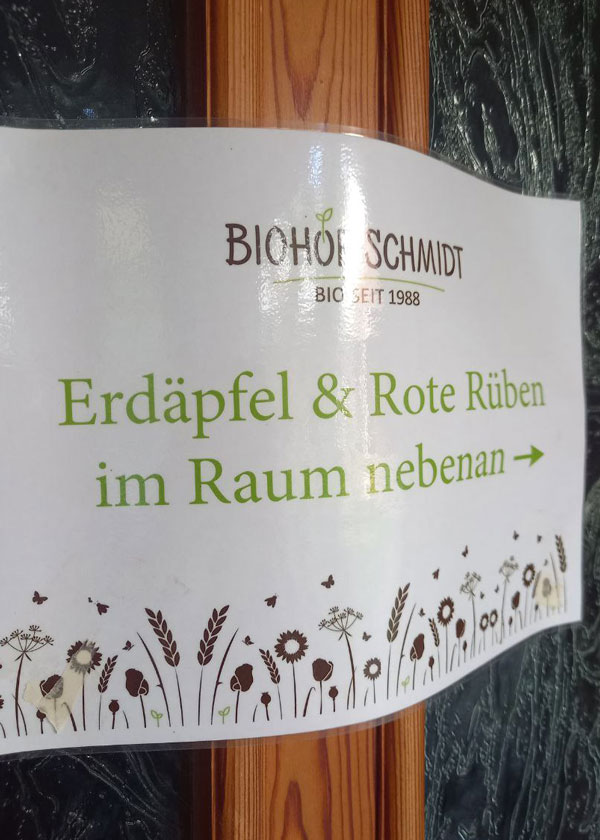 BIOHOF SCHMIDT
BIO SEIT 1988
Erdäpfel & Rote Rüben
im Raum nebenan →